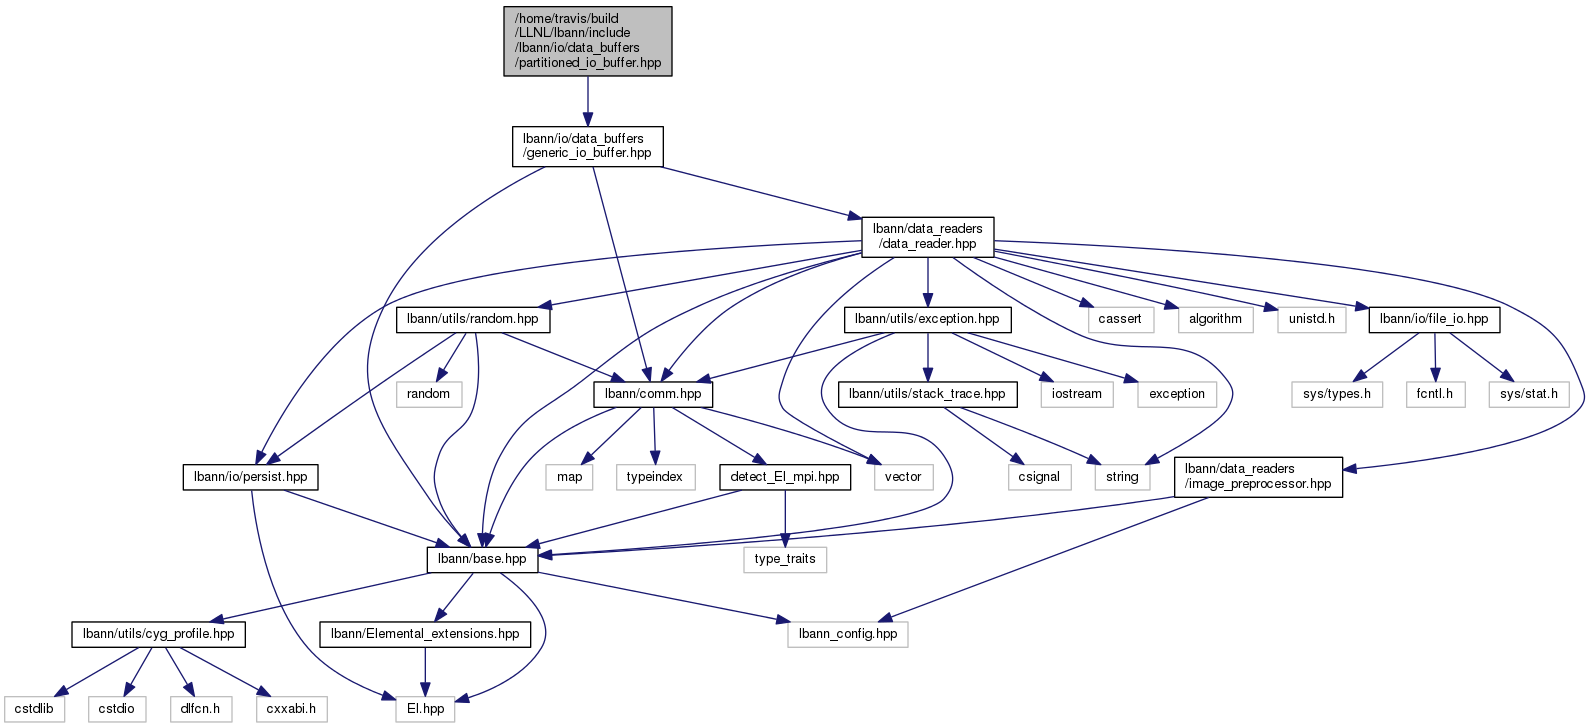 /home/travis/build
/LLNL/lbann/include
/lbann/io/data_buffers
/partitioned_io_buffer.hpp
lbann/io/data_buffers
/generic_io_buffer.hpp
lbann/data_readers
/data_reader.hpp
lbann/utils/random.hpp
lbann/utils/exception.hpp
cassert
algorithm
unistd.h
lbann/io/file_io.hpp
random
lbann/comm.hpp
lbann/utils/stack_trace.hpp
iostream
exception
sys/types.h
fcntl.h
sys/stat.h
lbann/io/persist.hpp
map
typeindex
detect_El_mpi.hpp
vector
csignal
string
lbann/data_readers
/image_preprocessor.hpp
lbann/base.hpp
type_traits
lbann/utils/cyg_profile.hpp
lbann/Elemental_extensions.hpp
lbann_config.hpp
cstdlib
cstdio
dlfcn.h
cxxabi.h
El.hpp